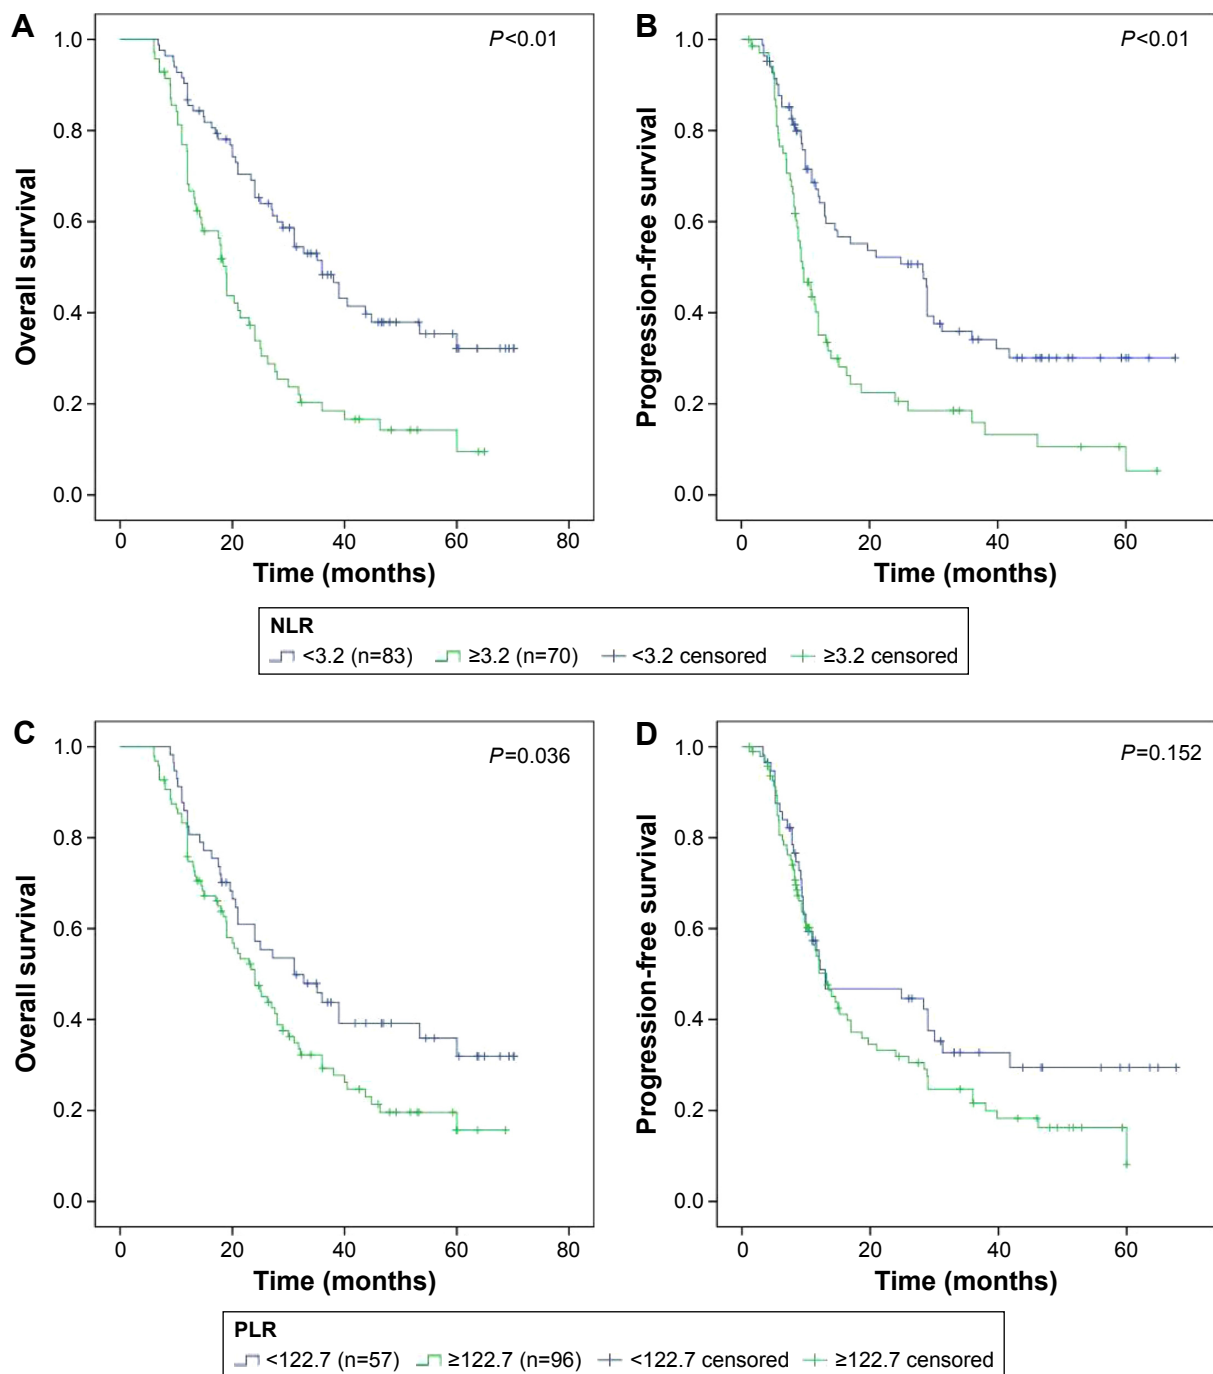 A
B
P<0.01
P<0.01
1.0
0.8
0.6
0.4
0.2
0.0
Overall survival
0 20 40 60 80
Time (months)
1.0
0.8
0.6
0.4
0.2
0.0
Progression-free survival
0 20 40 60
Time (months)
NLR
<3.2 (n=83) ≥3.2 (n=70) <3.2 censored ≥3.2 censored
C
D
P=0.036
P=0.152
1.0
0.8
0.6
0.4
0.2
0.0
Overall survival
0 20 40 60 80
Time (months)
1.0
0.8
0.6
0.4
0.2
0.0
Progression-free survival
0 20 40 60
Time (months)
PLR
<122.7 (n=57) ≥122.7 (n=96) <122.7 censored ≥122.7 censored